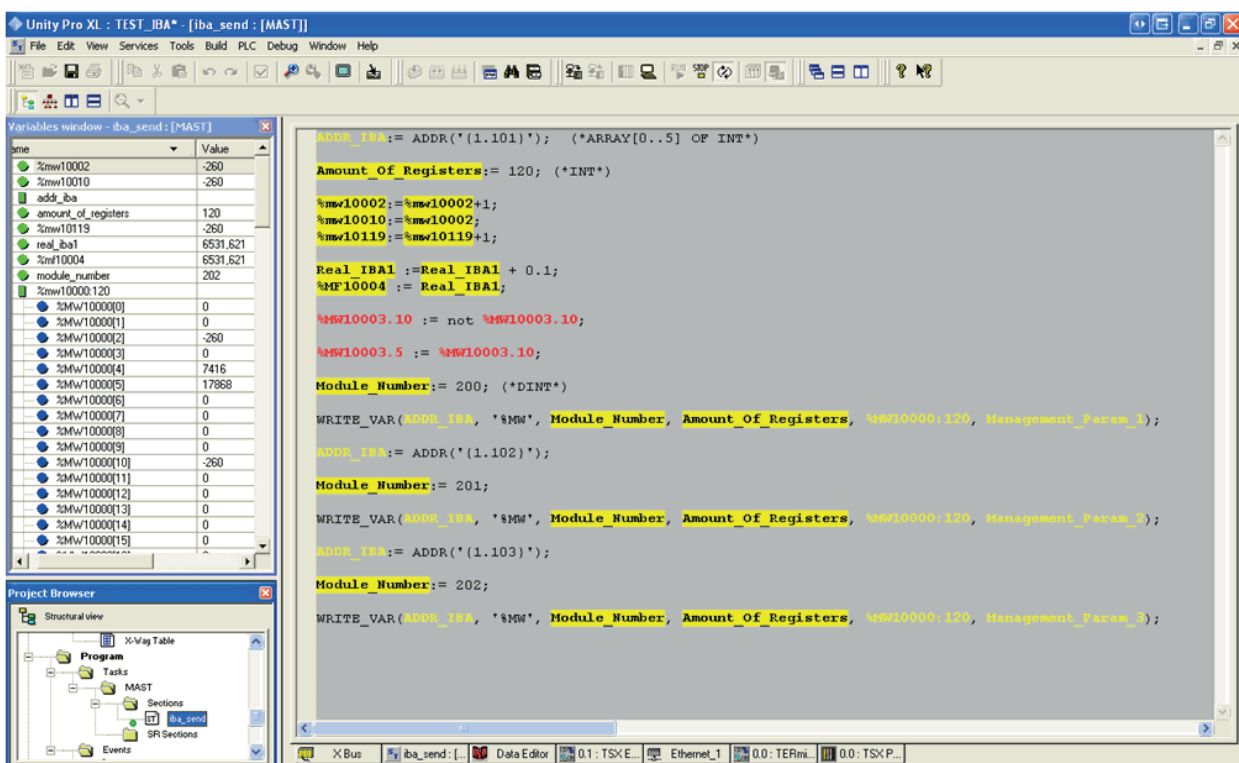 Unity Pro XL : TEST_IBA* - [iba_send : [MAST]]
File Edit View Services Tools Build PLC Debug Window Help
Variables window - iba_send : [MAST]
ame Value
%mw10002 -260
%mw10010 -260
addr_iba
amount_of_registers 120
%mw10119 -260
real_iba1 6531,621
%mf10004 6531,621
module_number 202
%mw10000:120
%MW10000[0] 0
%MW10000[1] 0
%MW10000[2] -260
%MW10000[3] 0
%MW10000[4] 7416
%MW10000[5] 17868
%MW10000[6] 0
%MW10000[7] 0
%MW10000[8] 0
%MW10000[9] 0
%MW10000[10] -260
%MW10000[11] 0
%MW10000[12] 0
%MW10000[13] 0
%MW10000[14] 0
%MW10000[15] 0
Project Browser
Structural view
X-Way Table
Program
Tasks
MAST
Sections
iba_send
SR Sections
Events
ADDR_IBA:= ADDR('{1.101}'); (*ARRAY[0..5] OF INT*)
Amount_Of_Registers:= 120; (*INT*)
%mw10002:=%mw10002+1;
%mw10010:=%mw10002;
%mw10119:=%mw10119+1;
Real_IBA1 :=Real_IBA1 + 0.1;
%MF10004 := Real_IBA1;
%MW10003.10 := not %MW10003.10;
%MW10003.5 := %MW10003.10;
Module_Number:= 200; (*DINT*)
WRITE_VAR(ADDR_IBA, '%MW', Module_Number, Amount_Of_Registers, %MW10000:120, Management_Param_1);
ADDR_IBA:= ADDR('{1.102}');
Module_Number:= 201;
WRITE_VAR(ADDR_IBA, '%MW', Module_Number, Amount_Of_Registers, %MW10000:120, Management_Param_2);
ADDR_IBA:= ADDR('{1.103}');
Module_Number:= 202;
WRITE_VAR(ADDR_IBA, '%MW', Module_Number, Amount_Of_Registers, %MW10000:120, Management_Param_3);
X Bus iba_send : [... Data Editor 0.1 : TSX E... Ethernet_1 0.0 : TERmi... 0.0 : TSX P...